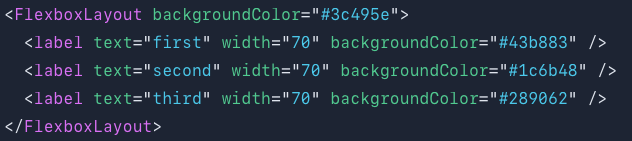 <FlexboxLayout backgroundColor="#3c495e">
  <label text="first" width="70" backgroundColor="#43b883" />
  <label text="second" width="70" backgroundColor="#1c6b48" />
  <label text="third" width="70" backgroundColor="#289062" />
</FlexboxLayout>